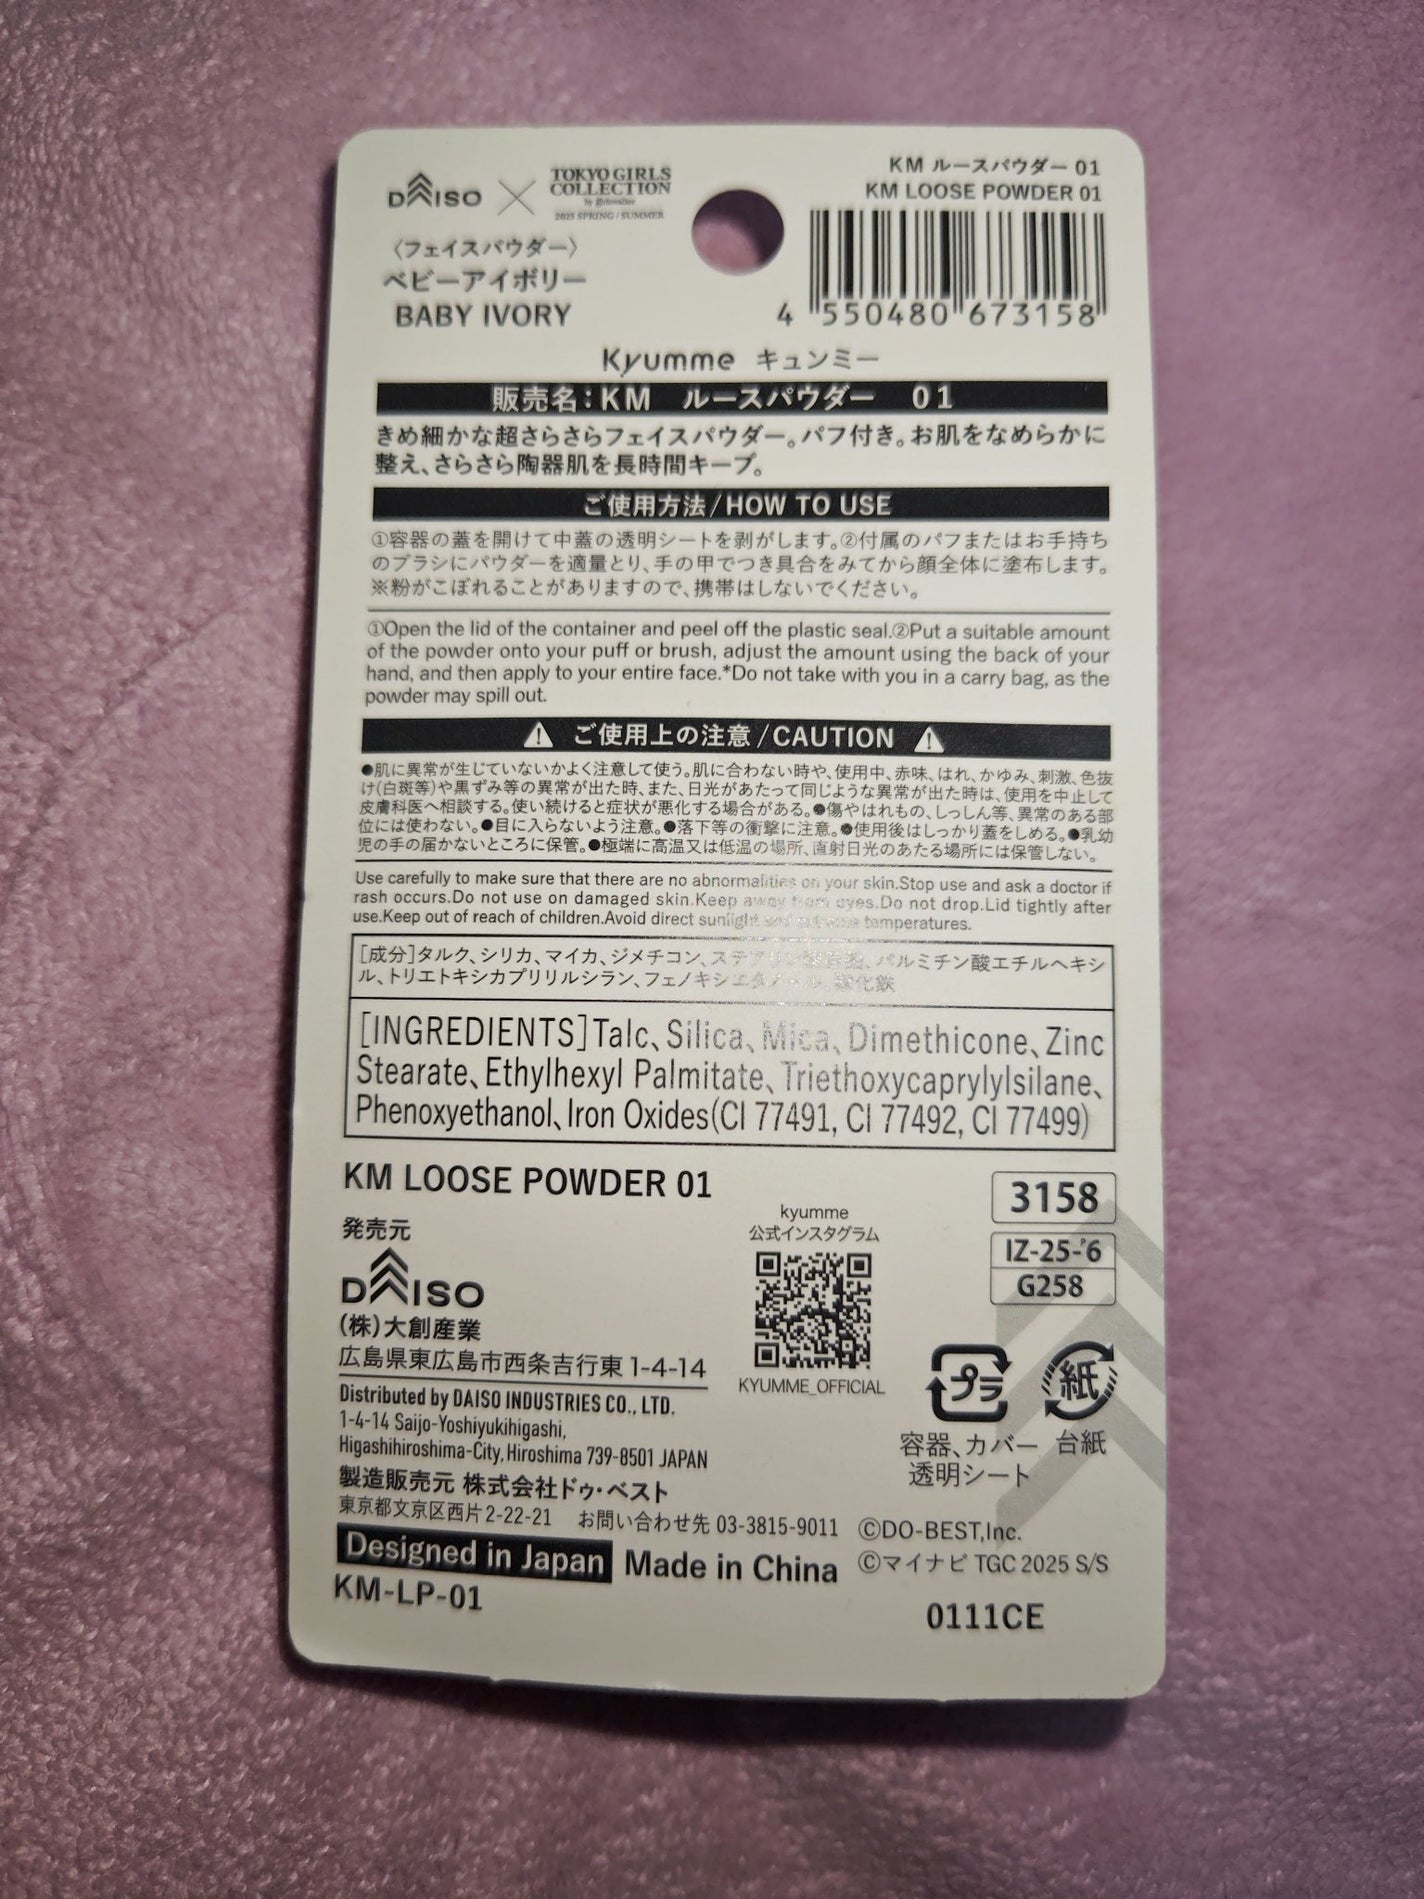 DAISO × TOKYO GIRLS COLLECTION
by girlswalker
2025 SPRING / SUMMER
〈フェイスパウダー〉
ベビーアイボリー
BABY IVORY
KM ルースパウダー 01
KM LOOSE POWDER 01
4 550480 673158
Kyumme キュンミー
販売名:KM ルースパウダー 01
きめ細かな超さらさらフェイスパウダー。パフ付き。お肌をなめらかに
整え、さらさら陶器肌を長時間キープ。
ご使用方法/HOW TO USE
①容器の蓋を開けて中蓋の透明シートを剥がします。②付属のパフまたはお手持ち
のブラシにパウダーを適量とり、手の甲でつき具合をみてから顔全体に塗布します。
※粉がこぼれることがありますので、携帯はしないでください。
①Open the lid of the container and peel off the plastic seal.②Put a suitable amount
of the powder onto your puff or brush, adjust the amount using the back of your
hand, and then apply to your entire face.*Do not take with you in a carry bag, as the
powder may spill out.
ご使用上の注意/CAUTION
●肌に異常が生じていないかよく注意して使う。肌に合わない時や、使用中、赤味、はれ、かゆみ、刺激、色抜
け(白斑等)や黒ずみ等の異常が出た時、また、日光があたって同じような異常が出た時は、使用を中止して
皮膚科医へ相談する。使い続けると症状が悪化する場合がある。●傷やはれもの、しっしん等、異常のある部
位には使わない。●目に入らないよう注意。●落下等の衝撃に注意。●使用後はしっかり蓋をしめる。●乳幼
児の手の届かないところに保管。●極端に高温又は低温の場所、直射日光のあたる場所には保管しない。
Use carefully to make sure that there are no abnormalities on your skin.Stop use and ask a doctor if
rash occurs.Do not use on damaged skin.Keep away from eyes.Do not drop.Lid tightly after
use.Keep out of reach of children.Avoid direct sunlight and extreme temperatures.
[成分]タルク、シリカ、マイカ、ジメチコン、ステアリン酸亜鉛、パルミチン酸エチルヘキシ
ル、トリエトキシカプリリルシラン、フェノキシエタノール、酸化鉄
[INGREDIENTS]Talc、Silica、Mica、Dimethicone、Zinc
Stearate、Ethylhexyl Palmitate、Triethoxycaprylylsilane、
Phenoxyethanol、Iron Oxides(CI 77491, CI 77492, CI 77499)
KM LOOSE POWDER 01
発売元
DAISO
(株)大創産業
広島県東広島市西条吉行東1-4-14
Distributed by DAISO INDUSTRIES CO., LTD.
1-4-14 Saijo-Yoshiyukihigashi,
Higashihiroshima-City, Hiroshima 739-8501 JAPAN
kyumme
公式インスタグラム
KYUMME_OFFICIAL
3158
IZ-25-'6
G258
プラ
紙
容器、カバー 台紙
透明シート
製造販売元 株式会社ドゥ・ベスト
東京都文京区西片2-22-21 お問い合わせ先 03-3815-9011
©DO-BEST,Inc.
Designed in Japan Made in China
©マイナビ TGC 2025 S/S
KM-LP-01
0111CE